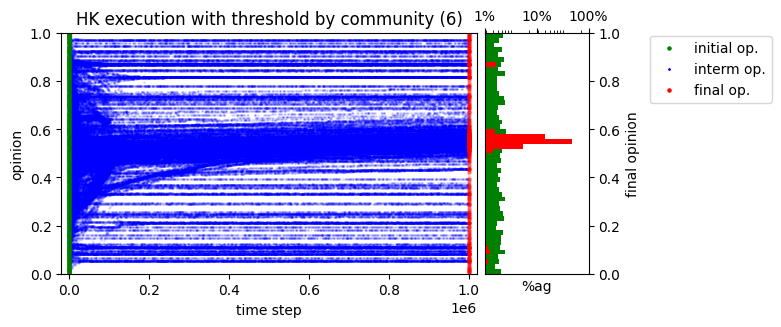 HK execution with threshold by community (6)
1% 10% 100%
1.0 1.0
0.8 0.8
0.6 0.6
0.4 0.4
0.2 0.2
0.0 0.0
opinion
final opinion
0.0 0.2 0.4 0.6 0.8 1.0
1e6
time step
%ag
initial op.
interm op.
final op.